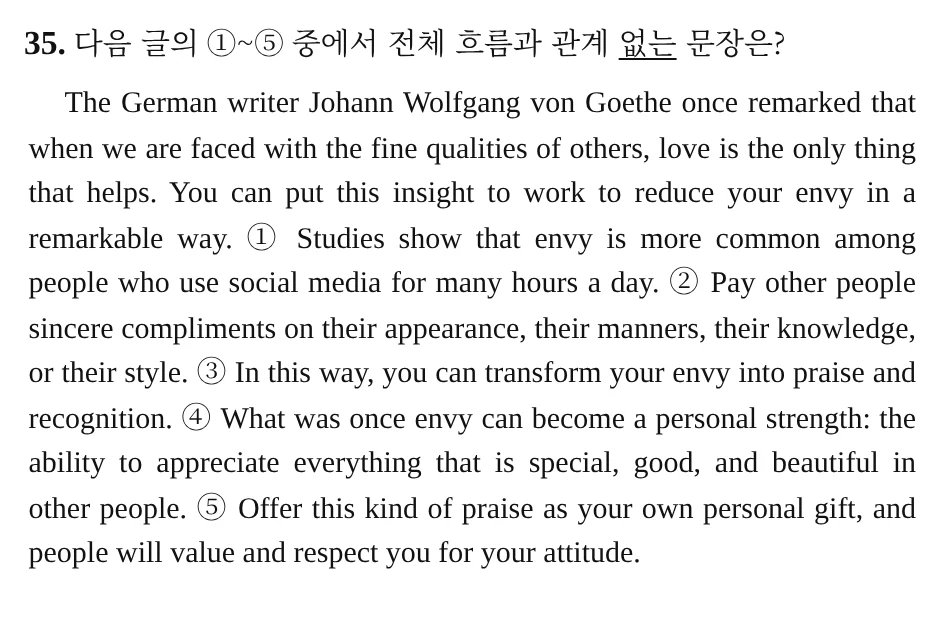 35. 다음 글의 ①~⑤ 중에서 전체 흐름과 관계 없는 문장은?
The German writer Johann Wolfgang von Goethe once remarked that
when we are faced with the fine qualities of others, love is the only thing
that helps. You can put this insight to work to reduce your envy in a
remarkable way. ① Studies show that envy is more common among
people who use social media for many hours a day. ② Pay other people
sincere compliments on their appearance, their manners, their knowledge,
or their style. ③ In this way, you can transform your envy into praise and
recognition. ④ What was once envy can become a personal strength: the
ability to appreciate everything that is special, good, and beautiful in
other people. ⑤ Offer this kind of praise as your own personal gift, and
people will value and respect you for your attitude.